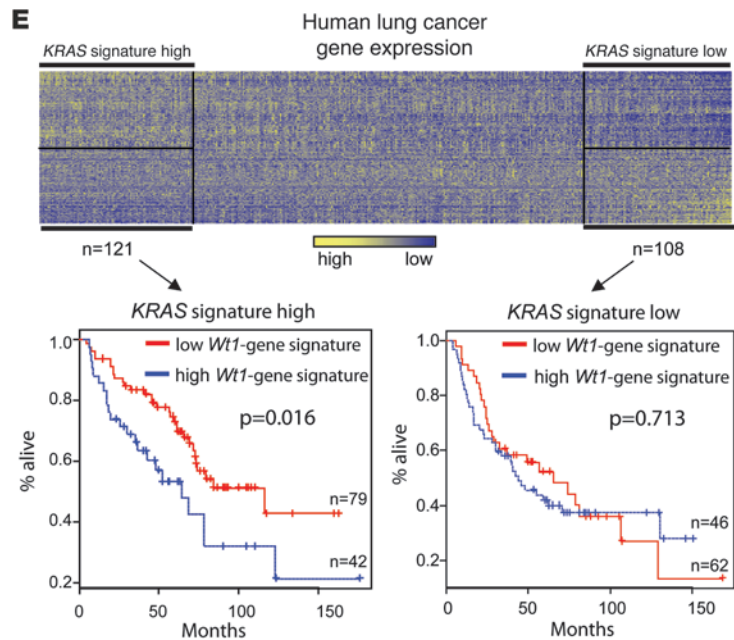 E
Human lung cancer
gene expression
KRAS signature high
KRAS signature low
high low
n=121
n=108
KRAS signature high
low Wt1-gene signature
high Wt1-gene signature
p=0.016
n=79
n=42
% alive
1.0
0.8
0.6
0.4
0.2
0 50 100 150
Months
KRAS signature low
low Wt1-gene signature
high Wt1-gene signature
p=0.713
n=46
n=62
% alive
1.0
0.8
0.6
0.4
0.2
0 50 100 150
Months